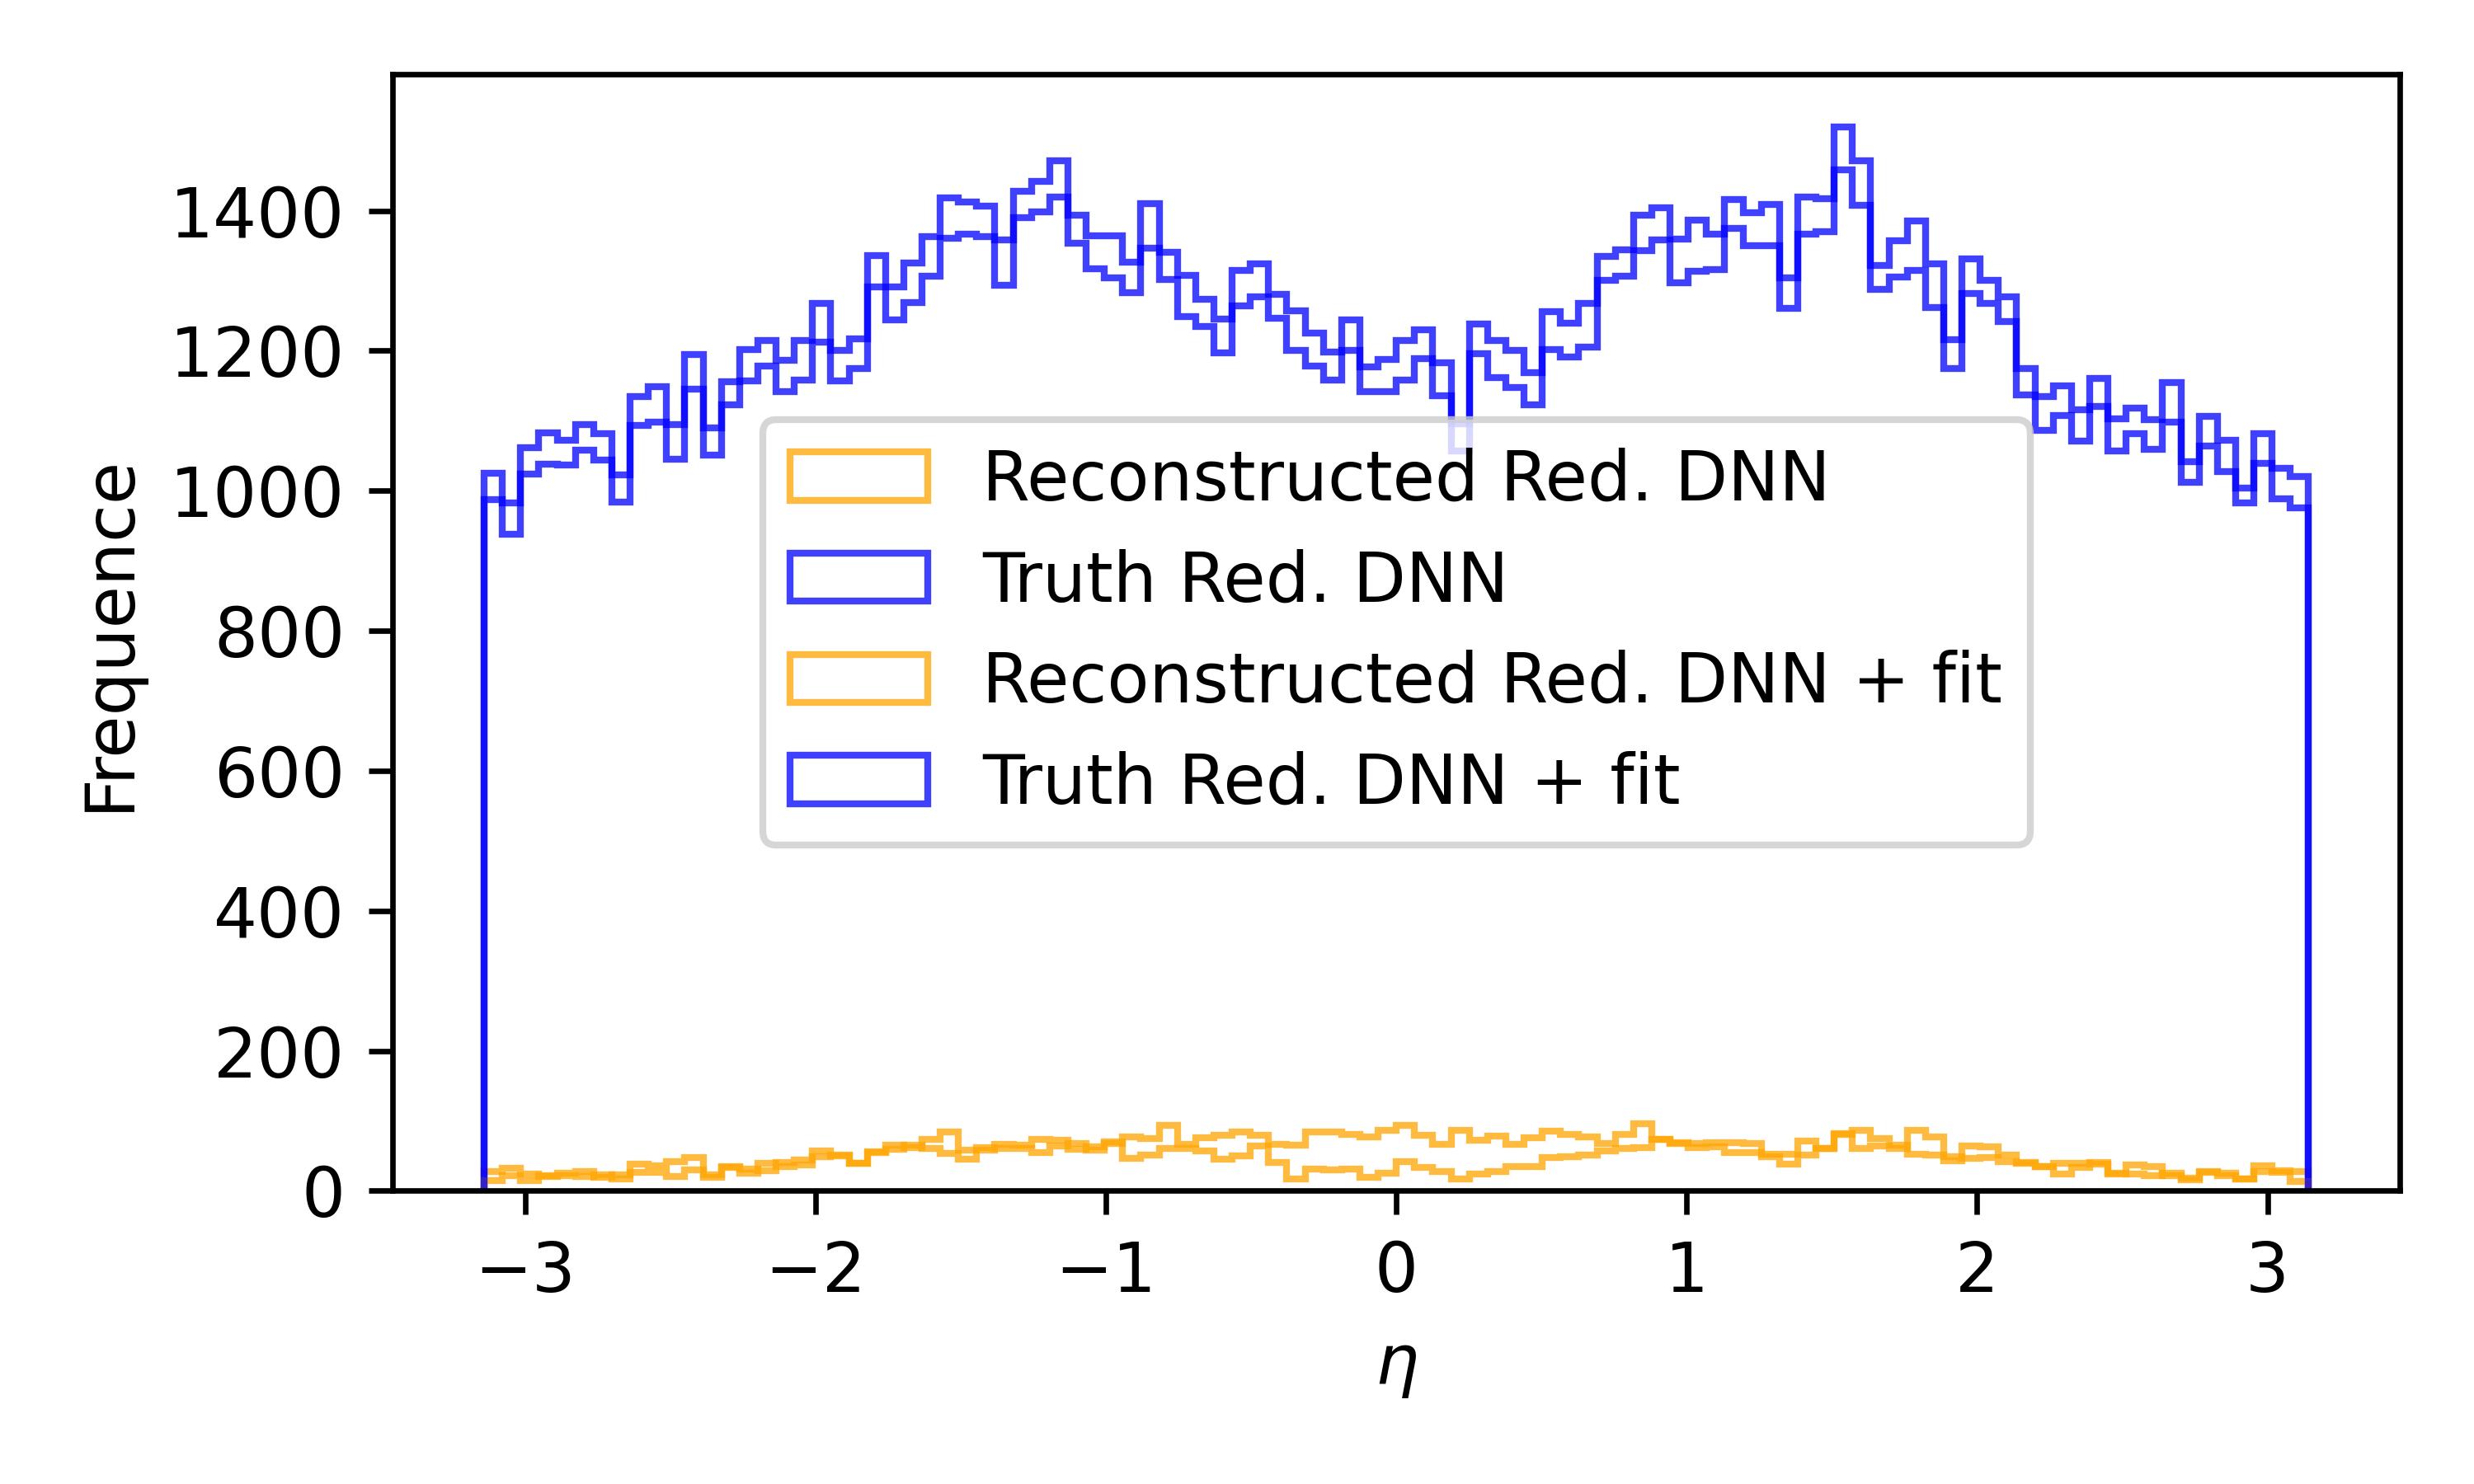 Frequence
1400
1200
1000
800
600
400
200
0
Reconstructed Red. DNN
Truth Red. DNN
Reconstructed Red. DNN + fit
Truth Red. DNN + fit
−3 −2 −1 0 1 2 3
η